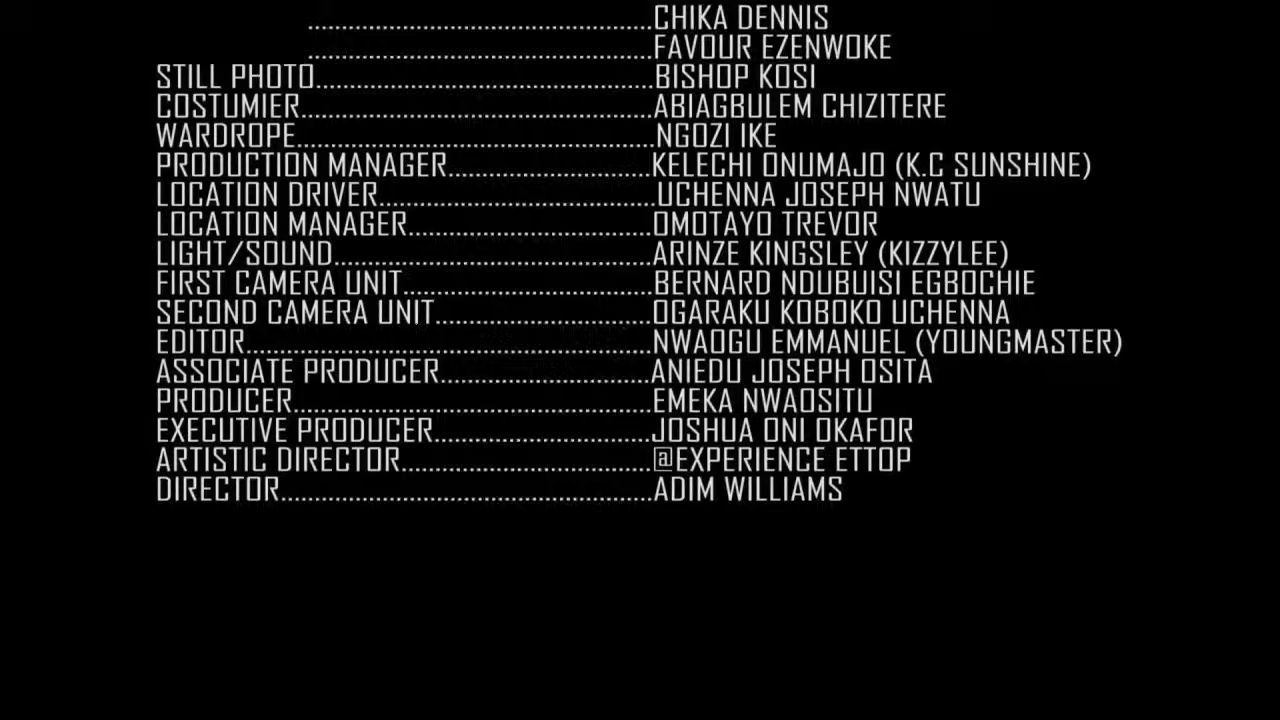 .......................................................CHIKA DENNIS
.......................................................FAVOUR EZENWOKE
STILL PHOTO......................................................BISHOP KOSI
COSTUMIER.........................................................ABIAGBULEM CHIZITERE
WARDROPE.........................................................NGOZI IKE
PRODUCTION MANAGER................................KELECHI ONUMAJO (K.C SUNSHINE)
LOCATION DRIVER............................................UCHENNA JOSEPH NWATU
LOCATION MANAGER.......................................OMOTAYO TREVOR
LIGHT/SOUND...................................................ARINZE KINGSLEY (KIZZYLEE)
FIRST CAMERA UNIT........................................BERNARD NDUBUISI EGBOCHIE
SECOND CAMERA UNIT...................................OGARAKU KOBOKO UCHENNA
EDITOR.................................................................NWAOGU EMMANUEL (YOUNGMASTER)
ASSOCIATE PRODUCER..................................ANIEDU JOSEPH OSITA
PRODUCER.........................................................EMEKA NWAOSITU
EXECUTIVE PRODUCER...................................JOSHUA ONI OKAFOR
ARTISTIC DIRECTOR........................................@EXPERIENCE ETTOP
DIRECTOR............................................................ADIM WILLIAMS